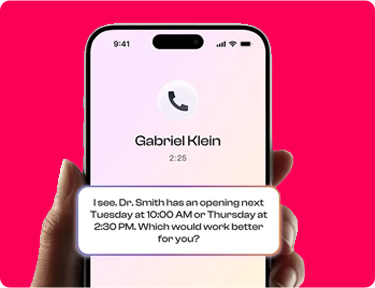 9:41
Gabriel Klein
2:25
I see. Dr. Smith has an opening next
Tuesday at 10:00 AM or Thursday at
2:30 PM. Which would work better
for you?